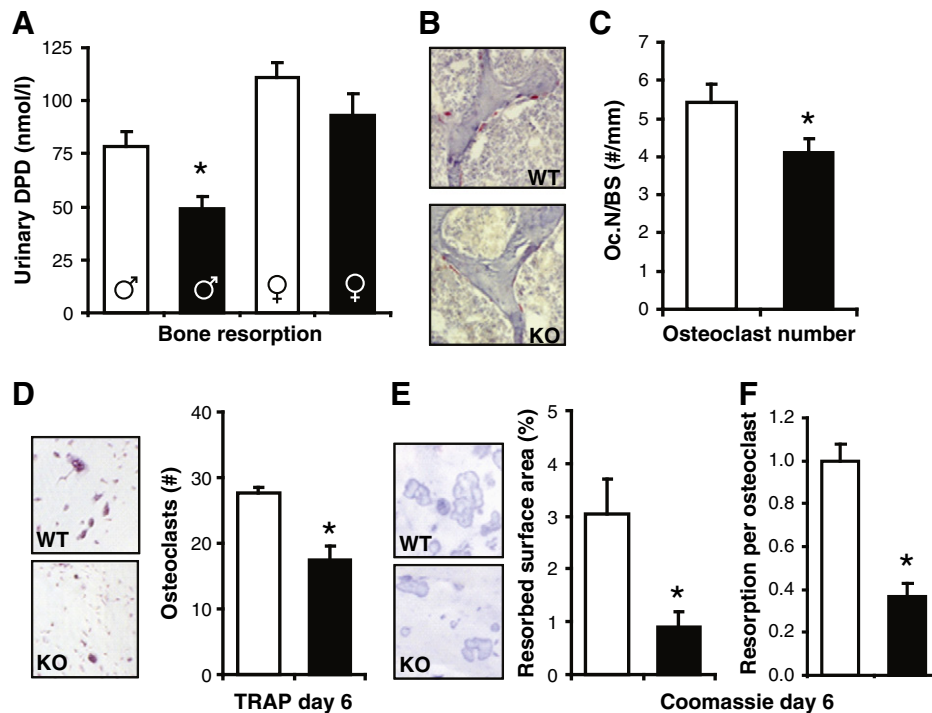 A
Urinary DPD (nmol/l)
125
100
75
50
25
0
*
♂ ♂ ♀ ♀
Bone resorption
B
WT
KO
C
Oc.N/BS (#/mm)
7
6
5
4
3
2
1
0
*
Osteoclast number
D
WT
KO
Osteoclasts (#)
40
30
20
10
0
*
TRAP day 6
E
WT
KO
Resorbed surface area (%)
5
4
3
2
1
0
*
F
Resorption per osteoclast
1.2
1.0
0.8
0.6
0.4
0.2
0.0
*
Coomassie day 6